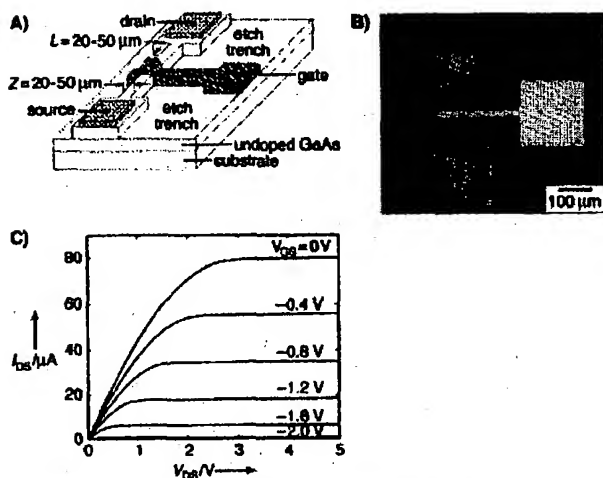 A)
drain
L=20-50 µm
Z=20-50 µm
source
etch
trench
etch
trench
gate
undoped GaAs
substrate
B)
100 µm
C)
80
60
40
20
0
I_DS/µA
V_GS=0V
-0.4 V
-0.8 V
-1.2 V
-1.6 V
-2.0 V
0
1
2
3
4
5
V_DS/V